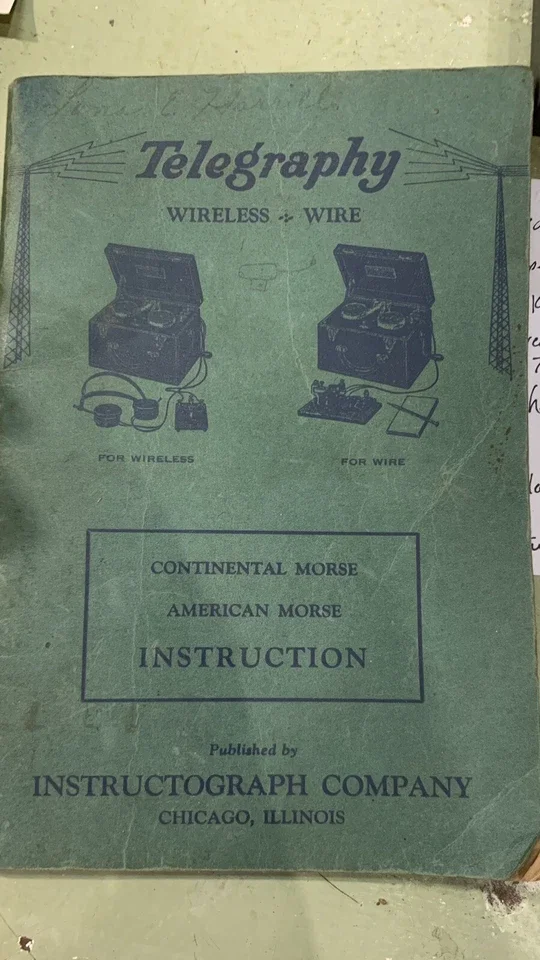 Telegraphy
WIRELESS WIRE
FOR WIRELESS
FOR WIRE
CONTINENTAL MORSE
AMERICAN MORSE
INSTRUCTION
Published by
INSTRUCTOGRAPH COMPANY
CHICAGO, ILLINOIS